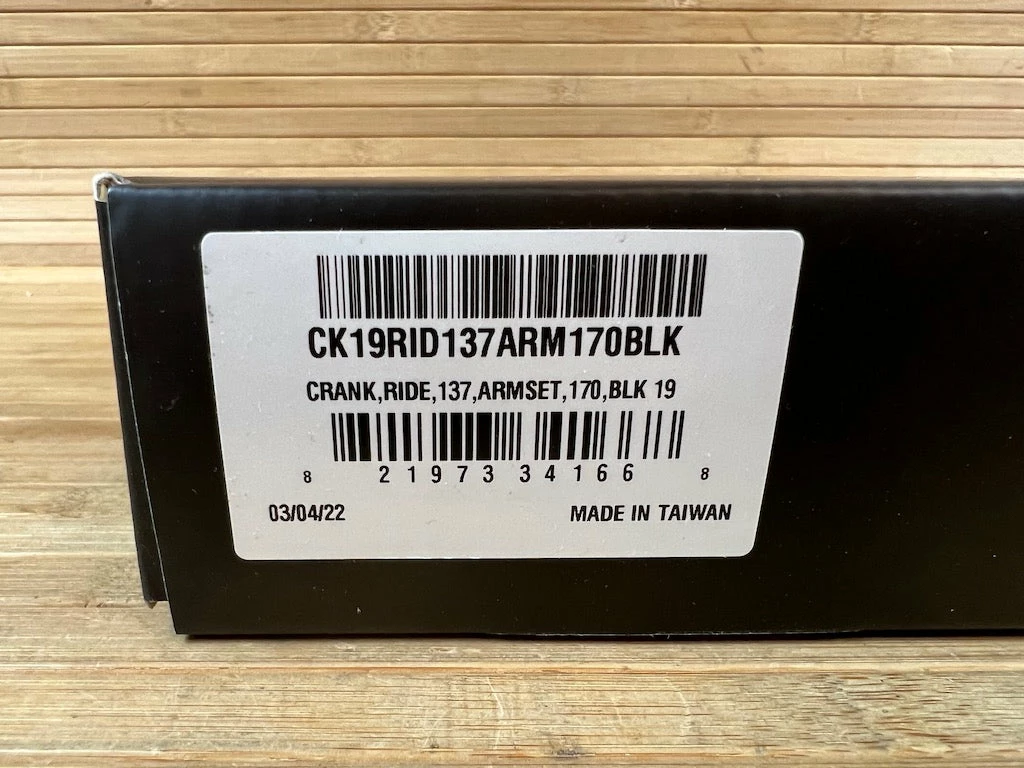 CK19RID137ARM170BLK
CRANK,RIDE,137,ARMSET,170,BLK 19
8 21973 34166 8
03/04/22 MADE IN TAIWAN